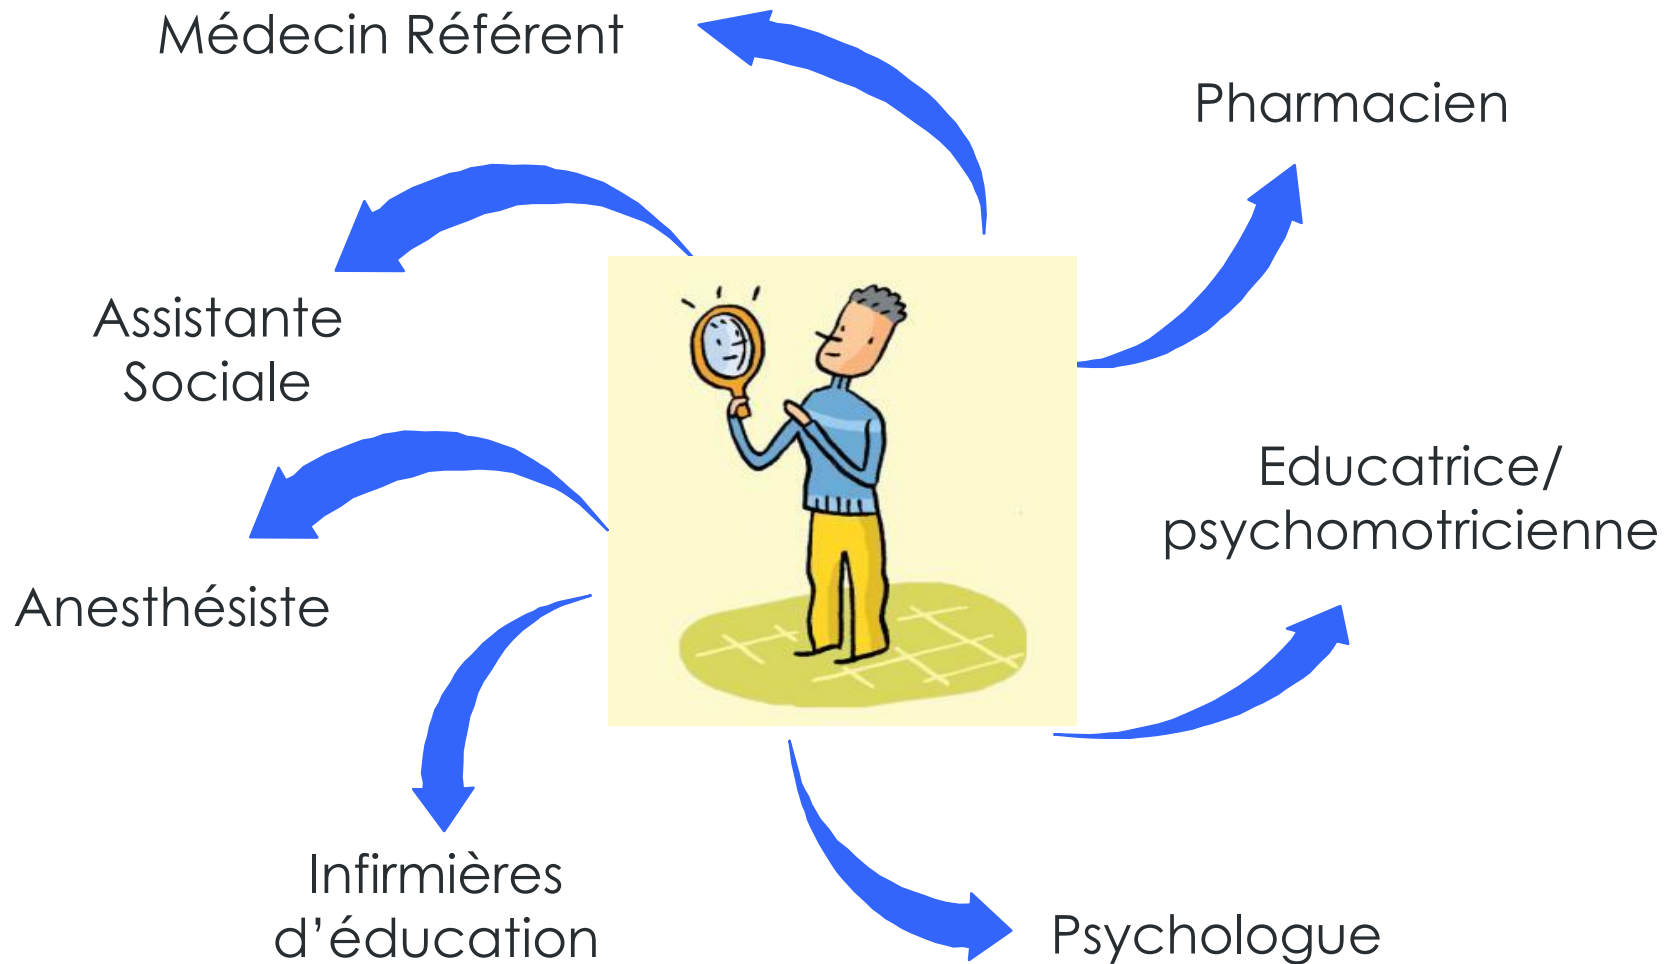 Médecin Référent
Pharmacien
Assistante
Sociale
Educatrice/
psychomotricienne
Anesthésiste
Infirmières
d’éducation
Psychologue